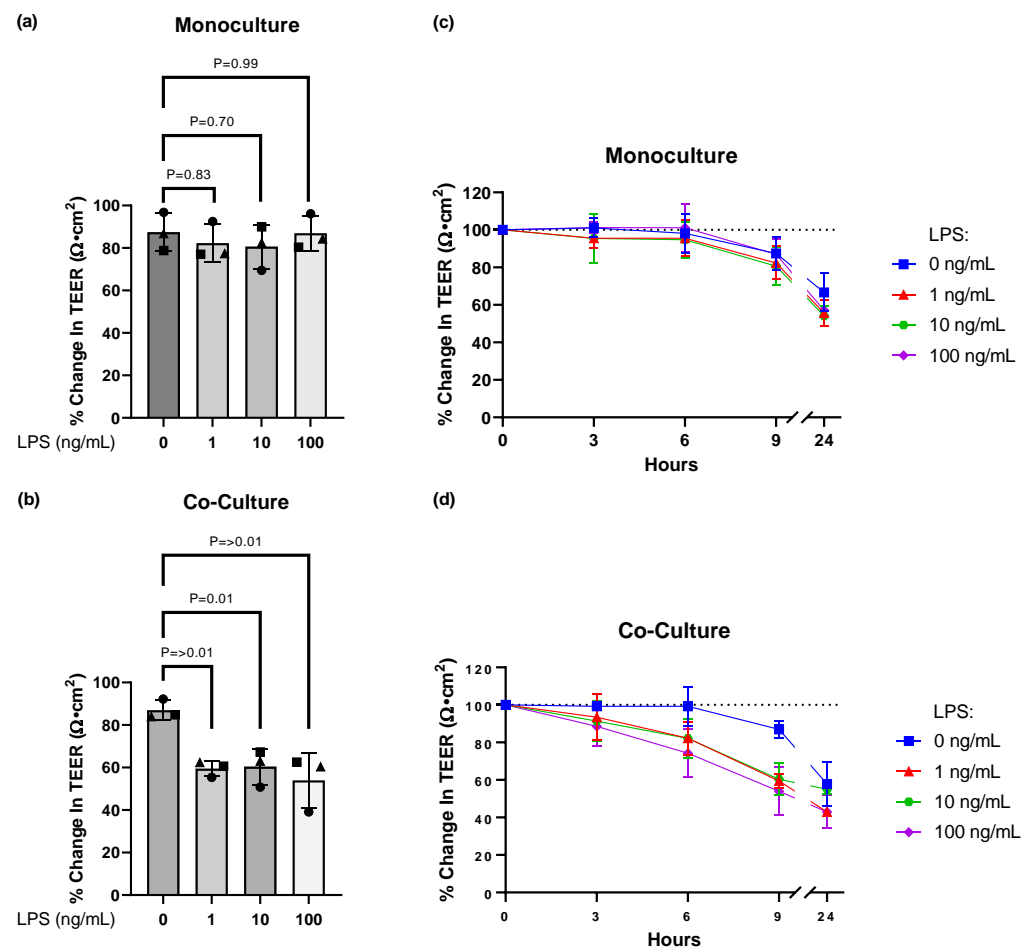 (a)
Monoculture
P=0.99
P=0.70
P=0.83
% Change In TEER (Ω•cm²)
100
80
60
40
20
0
LPS (ng/mL)
0
1
10
100
(c)
Monoculture
% Change In TEER (Ω•cm²)
120
100
80
60
40
20
0
0
3
6
9
24
Hours
LPS:
0 ng/mL
1 ng/mL
10 ng/mL
100 ng/mL
(b)
Co-Culture
P=>0.01
P=0.01
P=>0.01
% Change In TEER (Ω•cm²)
100
80
60
40
20
0
LPS (ng/mL)
0
1
10
100
(d)
Co-Culture
% Change In TEER (Ω•cm²)
120
100
80
60
40
20
0
0
3
6
9
24
Hours
LPS:
0 ng/mL
1 ng/mL
10 ng/mL
100 ng/mL